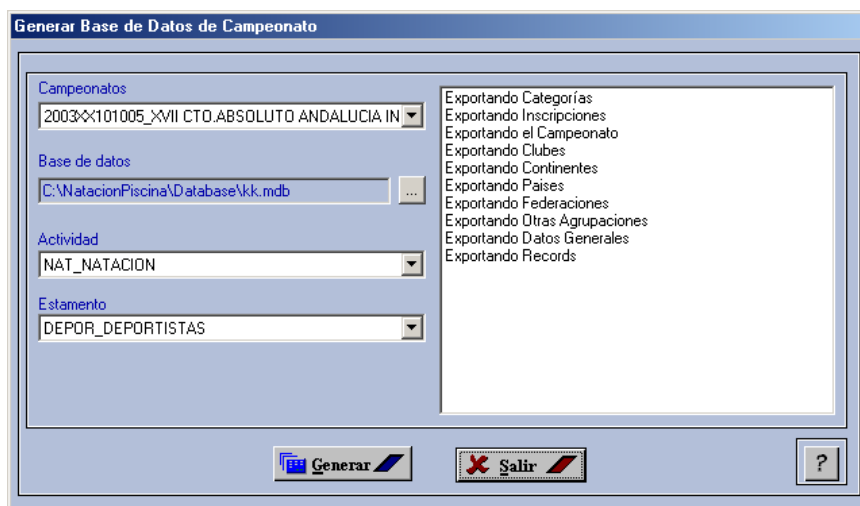 Generar Base de Datos de Campeonato
Campeonatos
2003XX101005_XVII CTO.ABSOLUTO ANDALUCIA IN
Base de datos
C:\NatacionPiscina\Database\kk.mdb
...
Actividad
NAT_NATACION
Estamento
DEPOR_DEPORTISTAS
Exportando Categorías
Exportando Inscripciones
Exportando el Campeonato
Exportando Clubes
Exportando Continentes
Exportando Paises
Exportando Federaciones
Exportando Otras Agrupaciones
Exportando Datos Generales
Exportando Records
Generar
Salir
?